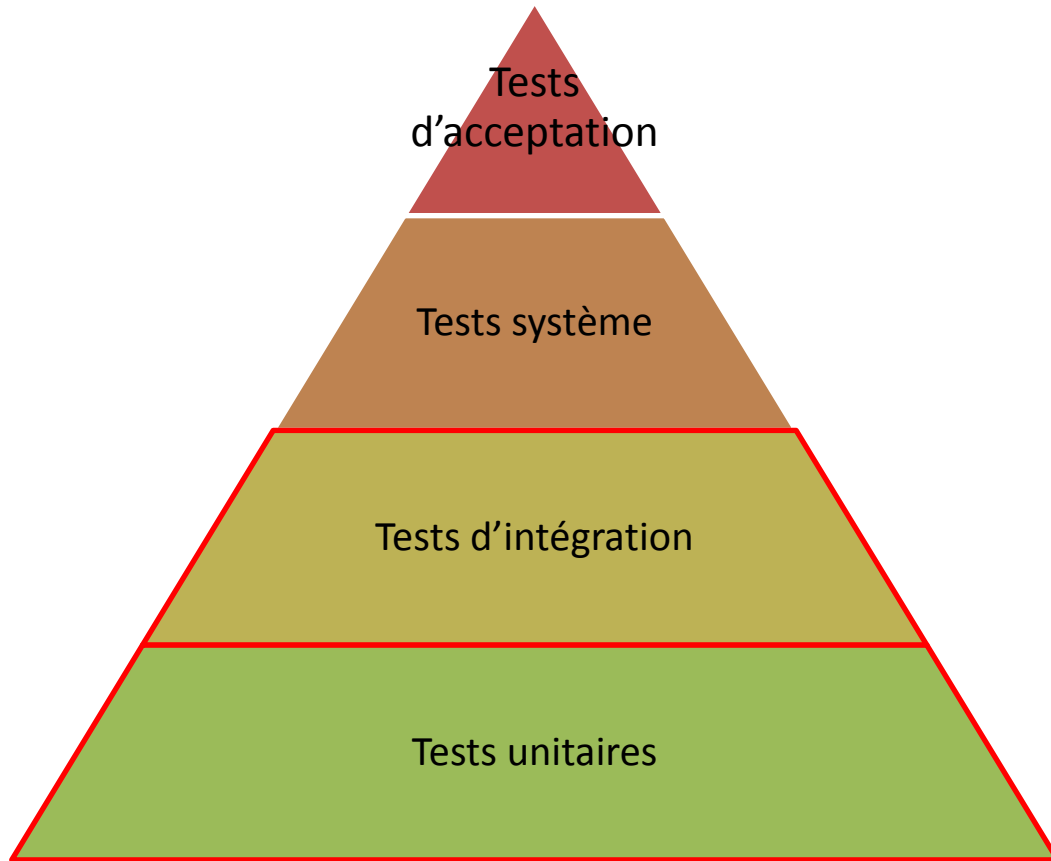 Tests
d’acceptation
Tests système
Tests d’intégration
Tests unitaires